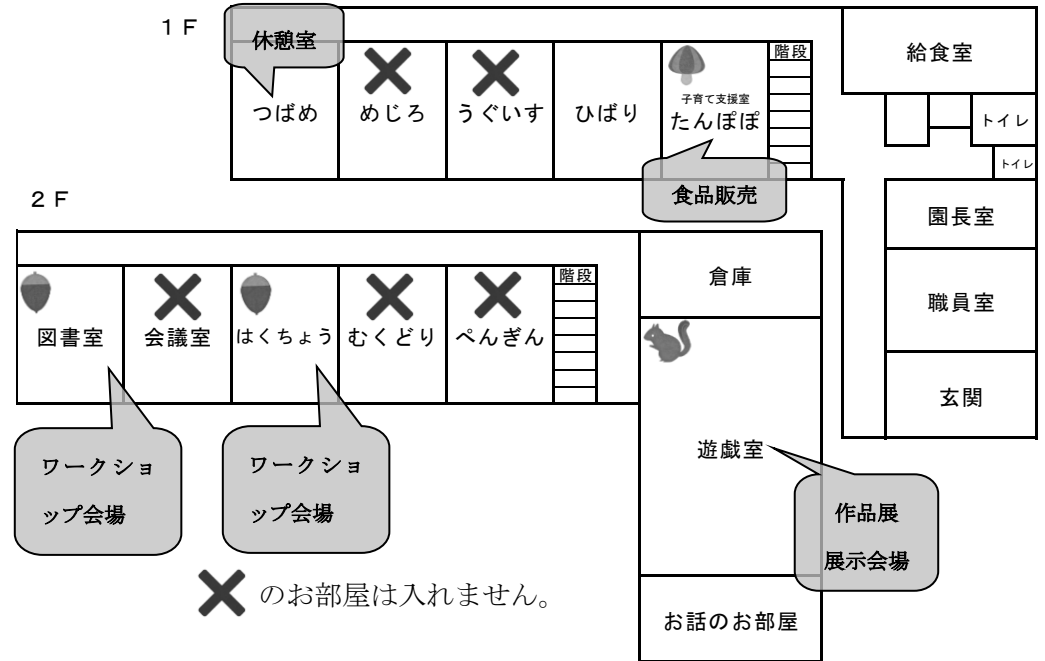 １Ｆ
休憩室
つばめ
めじろ
うぐいす
ひばり
子育て支援室
たんぽぽ
階段
食品販売
給食室
トイレ
トイレ
園長室
職員室
玄関
２Ｆ
図書室
会議室
はくちょう
むくどり
ぺんぎん
階段
倉庫
遊戯室
お話のお部屋
ワークショ
ップ会場
ワークショ
ップ会場
作品展
展示会場
のお部屋は入れません。